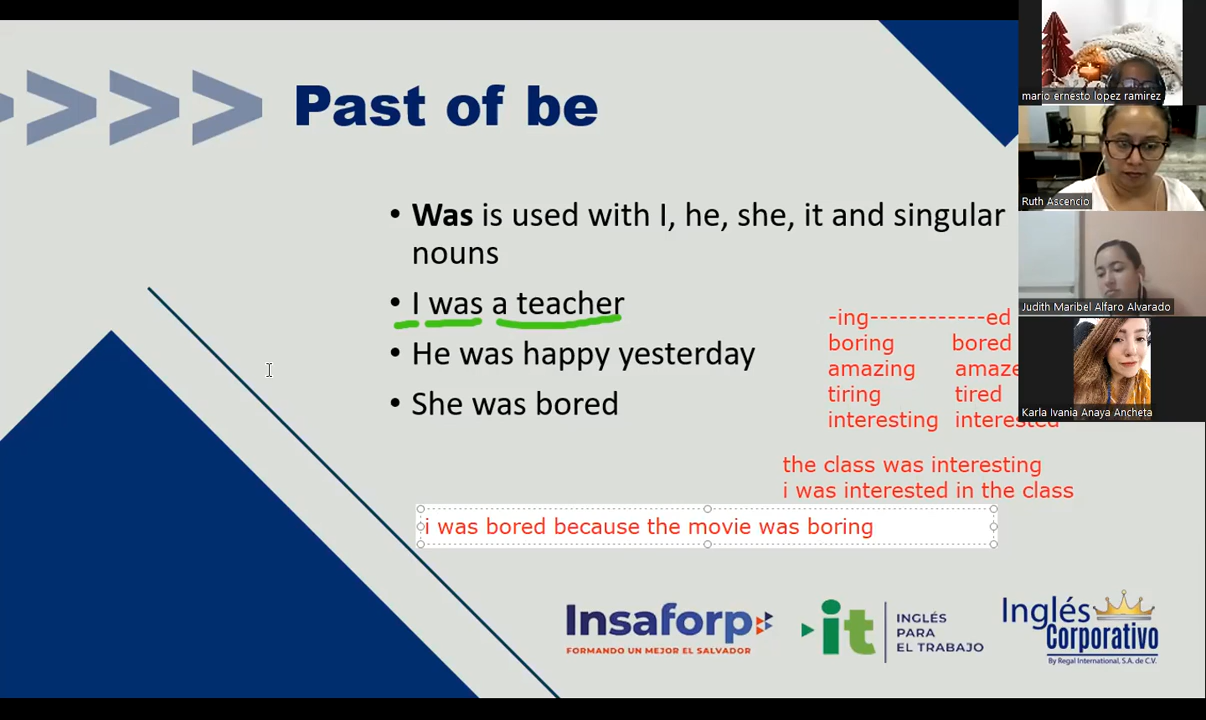 Past of be
• Was is used with I, he, she, it and singular
nouns
• I was a teacher
• He was happy yesterday
• She was bored
-ing------------ed
boring bored
amazing amaze
tiring tired
interesting interested
the class was interesting
i was interested in the class
i was bored because the movie was boring
Insaforp
FORMANDO UN MEJOR EL SALVADOR
it
INGLÉS
PARA
EL TRABAJO
Inglés
Corporativo
By Regal International, S.A. de C.V.
mario ernesto lopez ramirez
Ruth Ascencio
Judith Maribel Alfaro Alvarado
Karla Ivania Anaya Ancheta